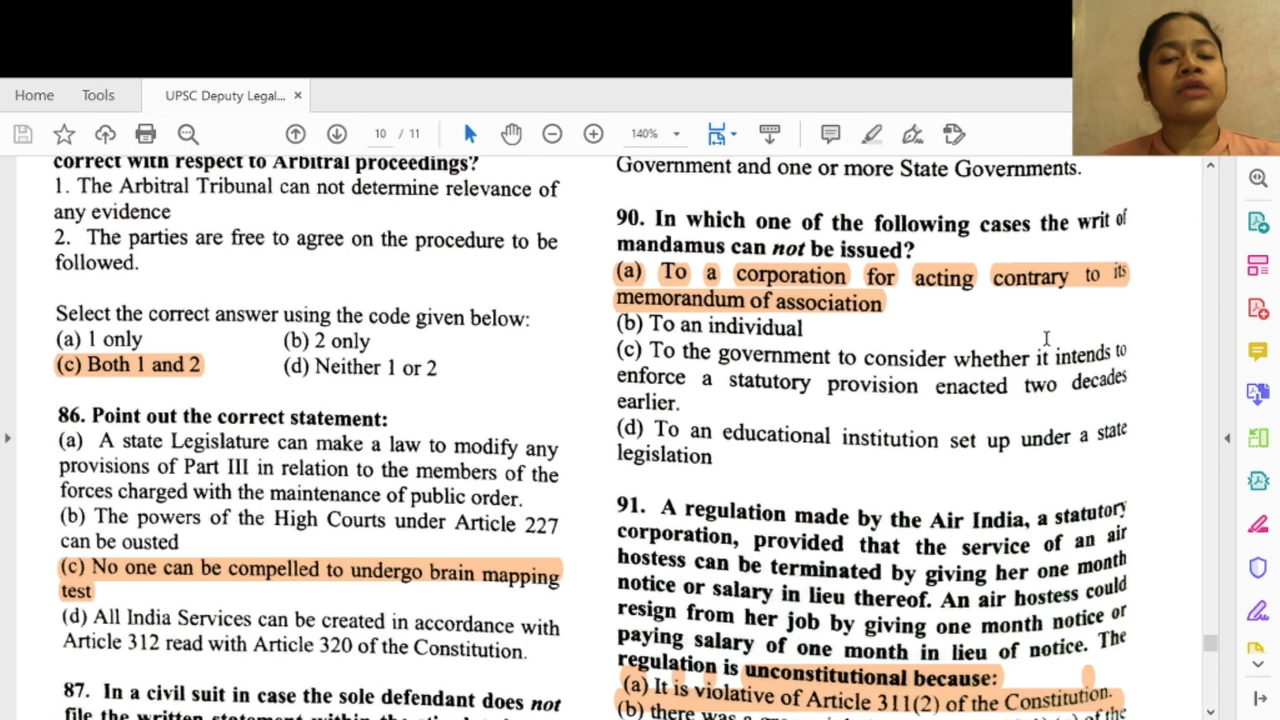 Home
Tools
UPSC Deputy Legal...
10 / 11
140%
correct with respect to Arbitral proceedings?
1. The Arbitral Tribunal can not determine relevance of
any evidence
2. The parties are free to agree on the procedure to be
followed.
Select the correct answer using the code given below:
(a) 1 only
(b) 2 only
(c) Both 1 and 2
(d) Neither 1 or 2
86. Point out the correct statement:
(a) A state Legislature can make a law to modify any
provisions of Part III in relation to the members of the
forces charged with the maintenance of public order.
(b) The powers of the High Courts under Article 227
can be ousted
(c) No one can be compelled to undergo brain mapping
test
(d) All India Services can be created in accordance with
Article 312 read with Article 320 of the Constitution.
87. In a civil suit in case the sole defendant does not
file the written statement within the
Government and one or more State Governments.
90. In which one of the following cases the writ of
mandamus can not be issued?
(a) To a corporation for acting contrary to its
memorandum of association
(b) To an individual
(c) To the government to consider whether it intends to
enforce a statutory provision enacted two decades
earlier.
(d) To an educational institution set up under a state
legislation
91. A regulation made by the Air India, a statutory
corporation, provided that the service of an air
hostess can be terminated by giving her one month
notice or salary in lieu thereof. An air hostess could
resign from her job by giving one month notice or
paying salary of one month in lieu of notice. The
regulation is unconstitutional because:
(a) It is violative of Article 311(2) of the Constitution.
(b) there was a of the